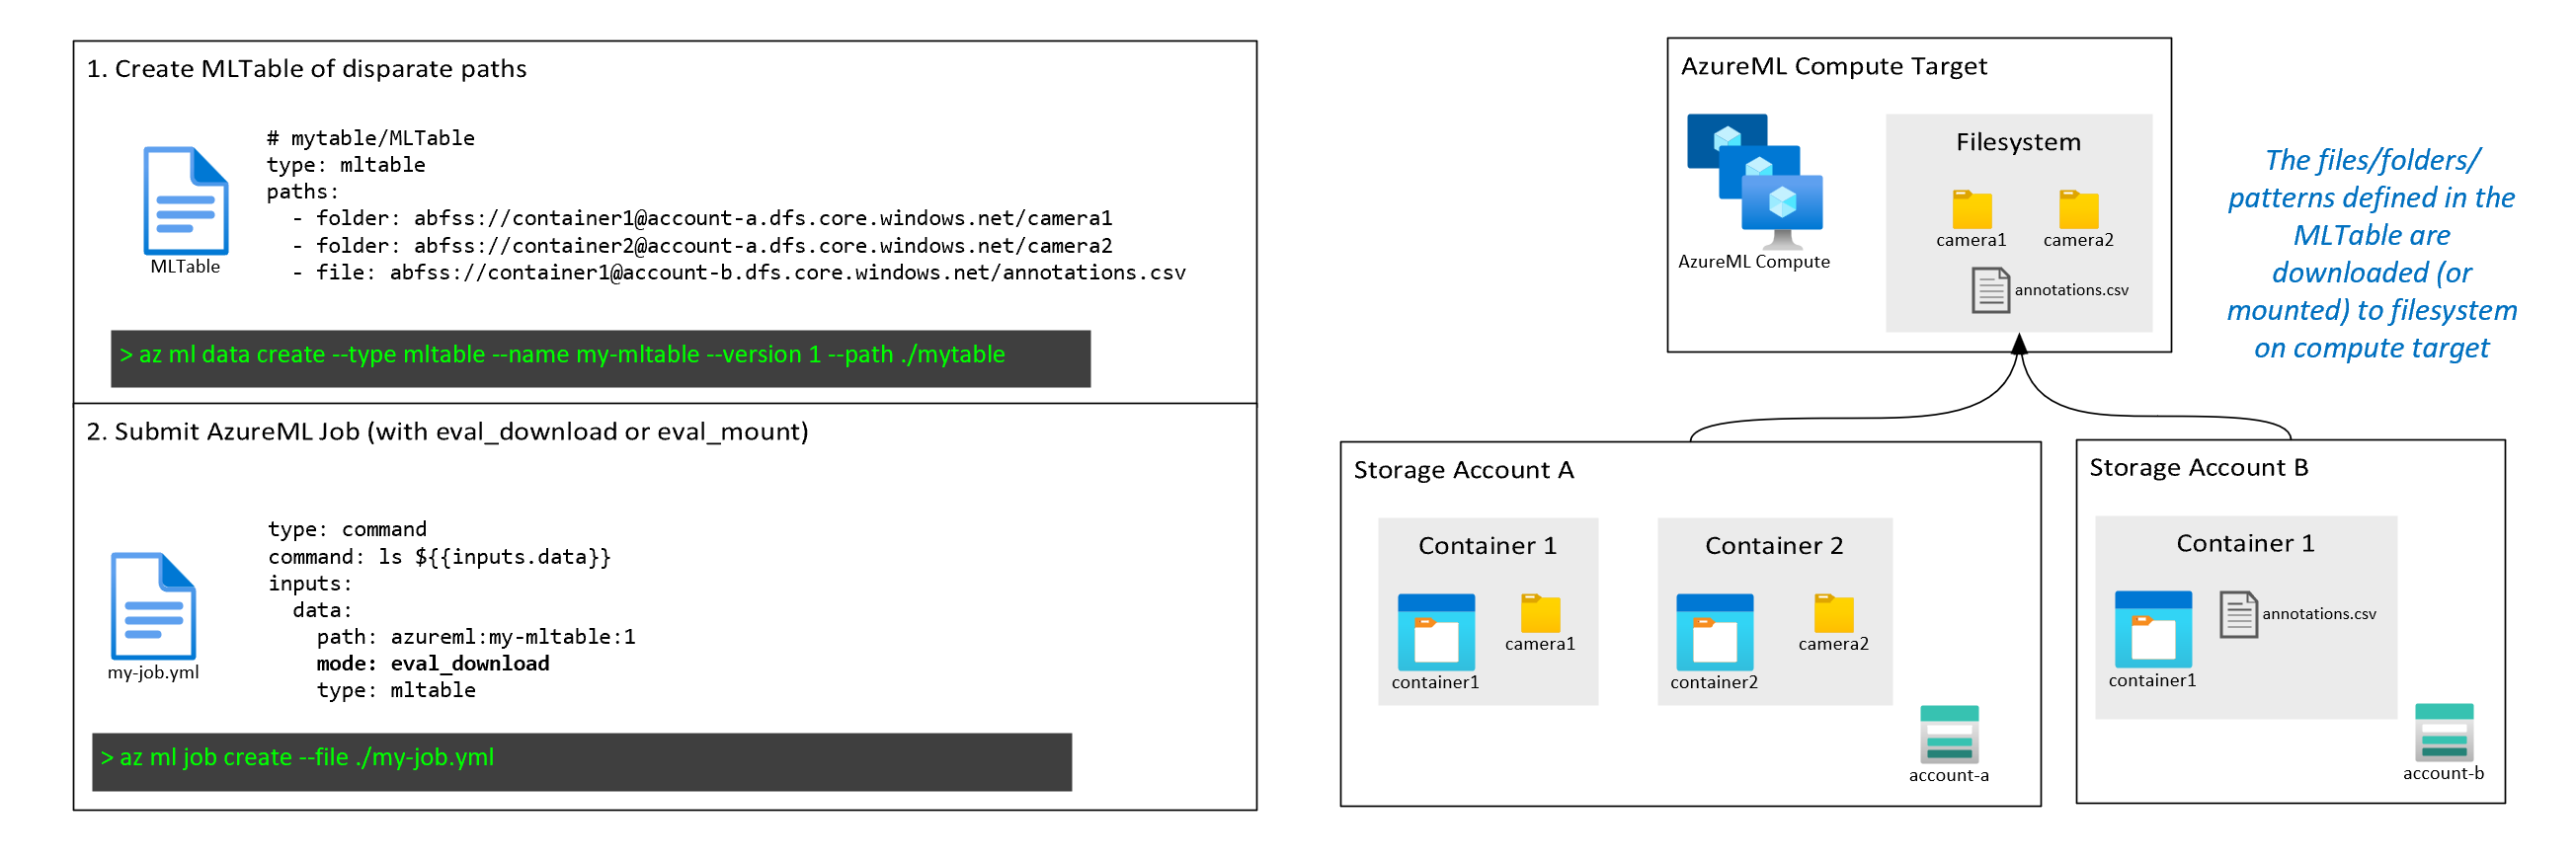 1. Create MLTable of disparate paths
# mytable/MLTable
type: mltable
paths:
  - folder: abfss://container1@account-a.dfs.core.windows.net/camera1
  - folder: abfss://container2@account-a.dfs.core.windows.net/camera2
  - file: abfss://container1@account-b.dfs.core.windows.net/annotations.csv
MLTable
> az ml data create --type mltable --name my-mltable --version 1 --path ./mytable
2. Submit AzureML Job (with eval_download or eval_mount)
type: command
command: ls ${{inputs.data}}
inputs:
  data:
    path: azureml:my-mltable:1
    mode: eval_download
    type: mltable
my-job.yml
> az ml job create --file ./my-job.yml
AzureML Compute Target
AzureML Compute
Filesystem
camera1
camera2
annotations.csv
The files/folders/
patterns defined in the
MLTable are
downloaded (or
mounted) to filesystem
on compute target
Storage Account A
Container 1
container1
camera1
Container 2
container2
camera2
account-a
Storage Account B
Container 1
container1
annotations.csv
account-b